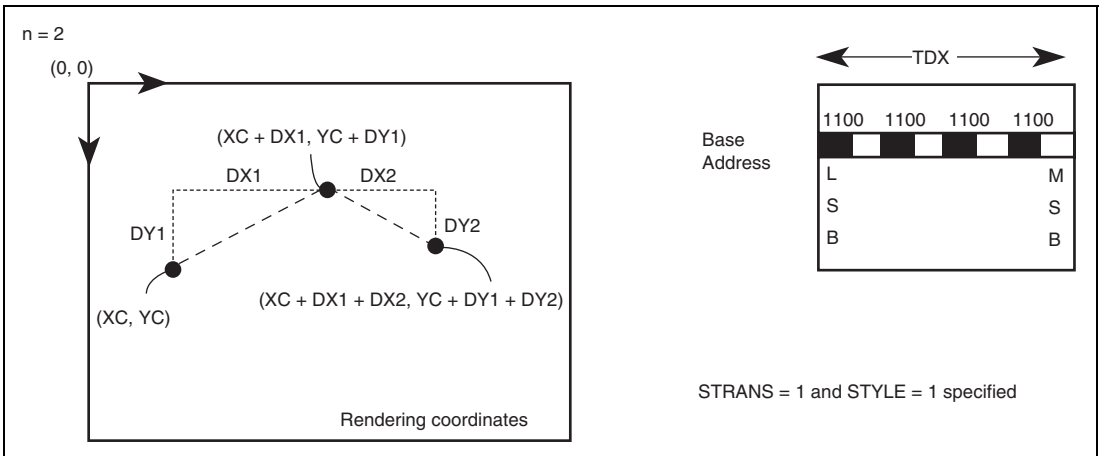 n = 2
(0, 0)
(XC + DX1, YC + DY1)
DX1
DX2
DY1
DY2
(XC, YC)
(XC + DX1 + DX2, YC + DY1 + DY2)
Rendering coordinates
TDX
1100 1100 1100 1100
Base
Address
L M
S S
B B
STRANS = 1 and STYLE = 1 specified